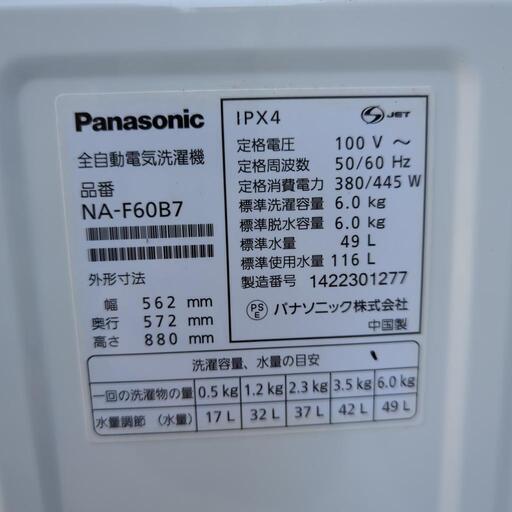 Panasonic
全自動電気洗濯機
品番
NA-F60B7
外形寸法
幅 562 mm
奥行 572 mm
高さ 880 mm
IPX4
S JET
定格電圧 100 V ～
定格周波数 50/60 Hz
定格消費電力 380/445 W
標準洗濯容量 6.0 kg
標準脱水容量 6.0 kg
標準水量 49 L
標準使用水量 116 L
製造番号 1422301277
PSE パナソニック株式会社
中国製
洗濯容量、水量の目安
一回の洗濯物の量 0.5 kg 1.2 kg 2.3 kg 3.5 kg 6.0 kg
水量調節 (水量) 17 L 32 L 37 L 42 L 49 L